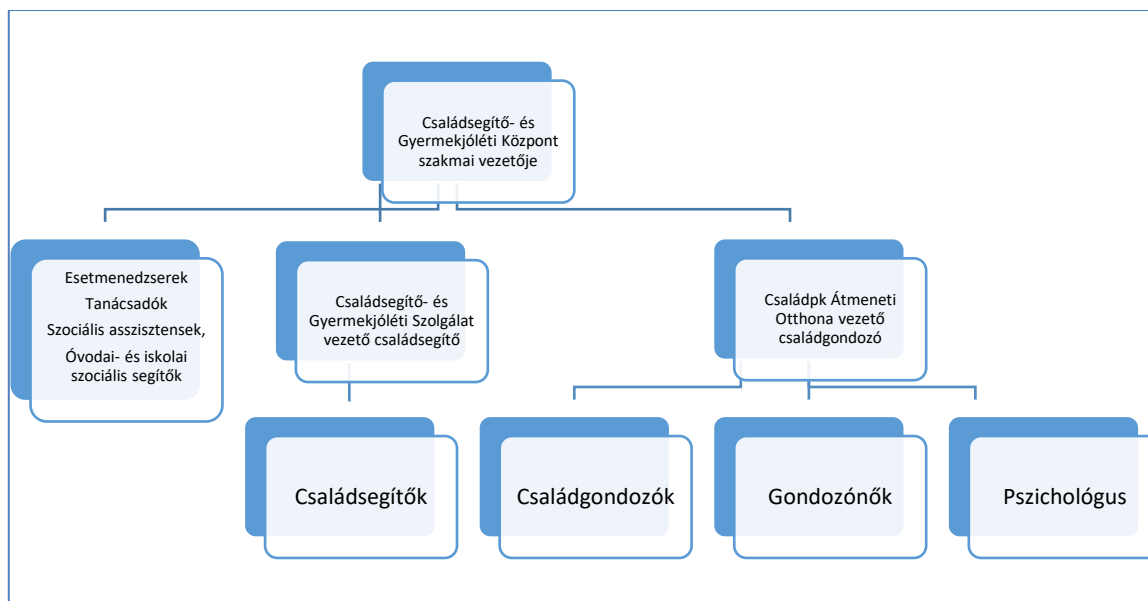 Családsegítő- és
Gyermekjóléti Központ
szakmai vezetője
Esetmenedzserek
Tanácsadók
Szociális asszisztensek,
Óvodai- és iskolai
szociális segítők
Családsegítő- és
Gyermekjóléti Szolgálat
vezető családsegítő
Családpk Átmeneti
Otthona vezető
családgondozó
Családsegítők
Családgondozók
Gondozónők
Pszichológus